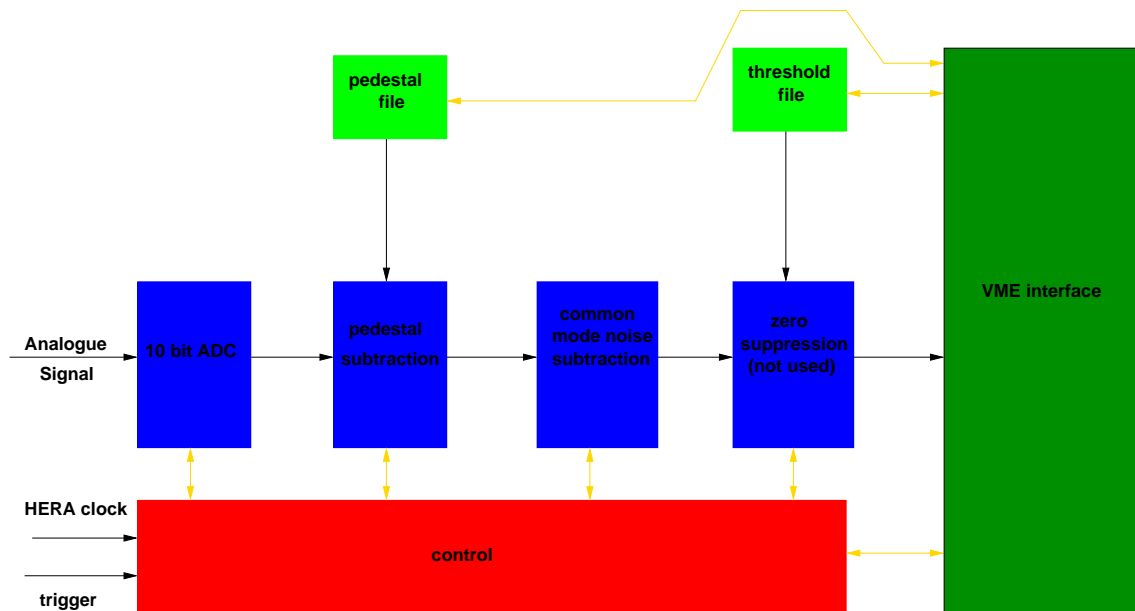 pedestal
file
threshold
file
VME interface
Analogue
Signal
10 bit ADC
pedestal
subtraction
common
mode noise
subtraction
zero
suppression
(not used)
HERA clock
control
trigger